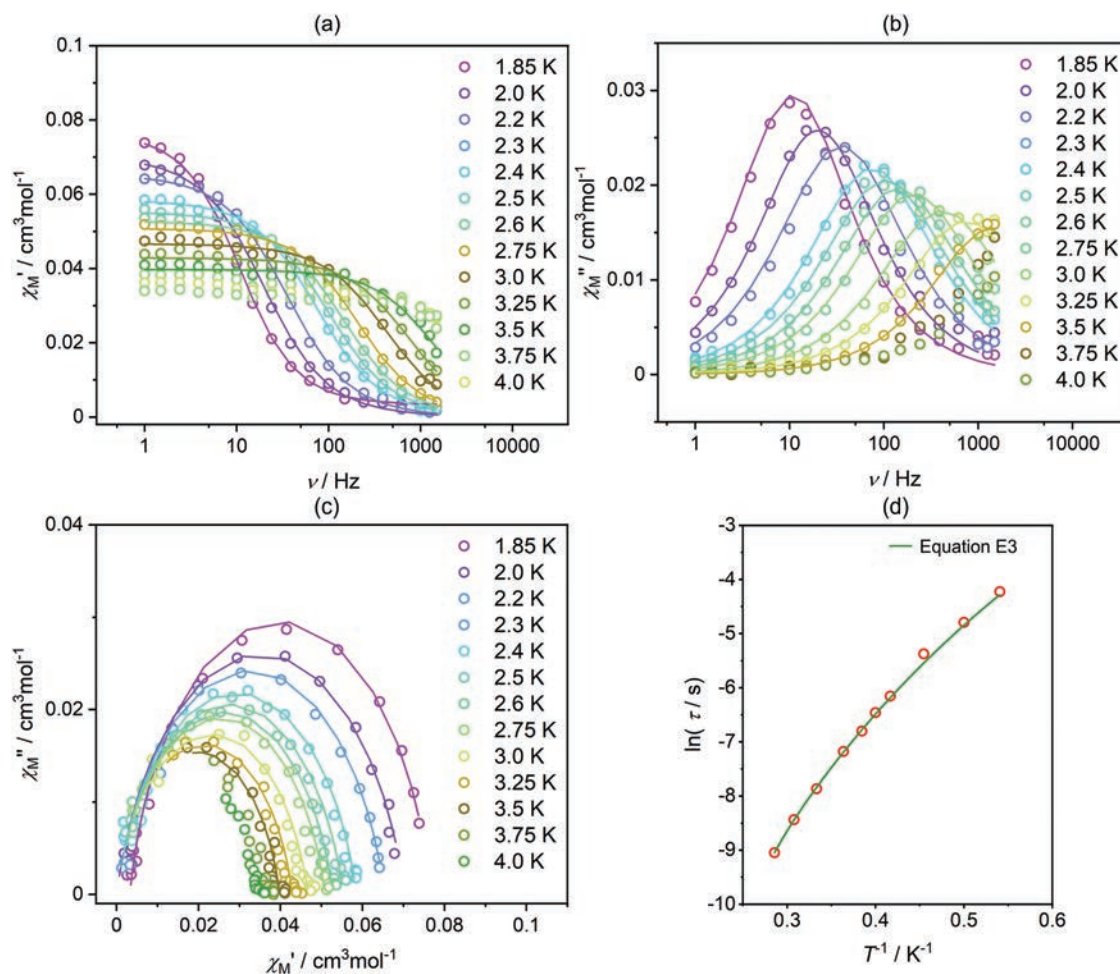 (a)
χM' / cm³mol⁻¹
0.1
0.08
0.06
0.04
0.02
0
1 10 100 1000 10000
ν / Hz
1.85 K
2.0 K
2.2 K
2.3 K
2.4 K
2.5 K
2.6 K
2.75 K
3.0 K
3.25 K
3.5 K
3.75 K
4.0 K
(b)
χM'' / cm³mol⁻¹
0.03
0.02
0.01
0
1 10 100 1000 10000
ν / Hz
1.85 K
2.0 K
2.2 K
2.3 K
2.4 K
2.5 K
2.6 K
2.75 K
3.0 K
3.25 K
3.5 K
3.75 K
4.0 K
(c)
χM'' / cm³mol⁻¹
0.04
0.02
0
0 0.02 0.04 0.06 0.08 0.1
χM' / cm³mol⁻¹
1.85 K
2.0 K
2.2 K
2.3 K
2.4 K
2.5 K
2.6 K
2.75 K
3.0 K
3.25 K
3.5 K
3.75 K
4.0 K
(d)
ln( τ / s)
-3
-4
-5
-6
-7
-8
-9
-10
0.3 0.4 0.5 0.6
T⁻¹ / K⁻¹
Equation E3